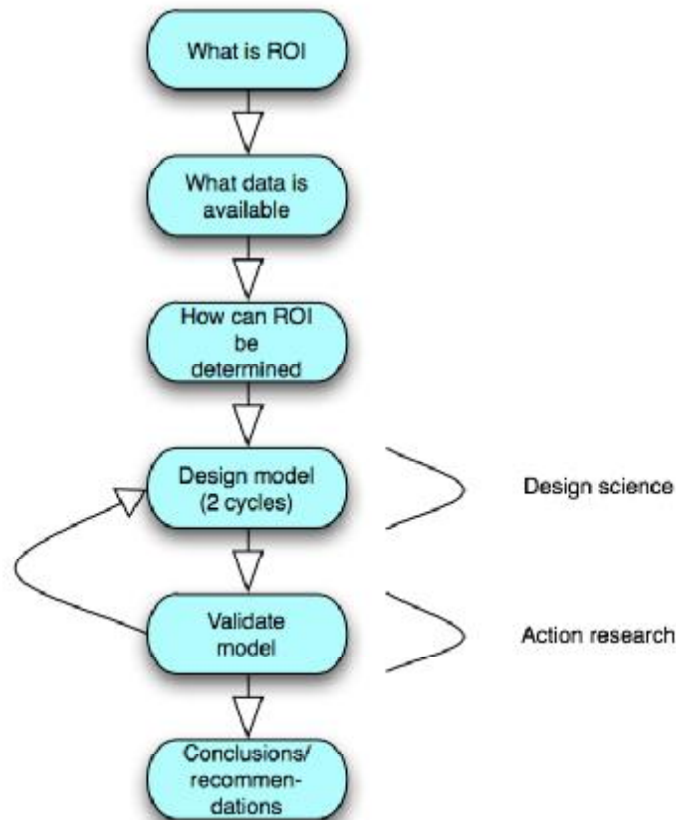 What is ROI
What data is
available
How can ROI
be
determined
Design model
(2 cycles)
Design science
Validate
model
Action research
Conclusions/
recommen-
dations